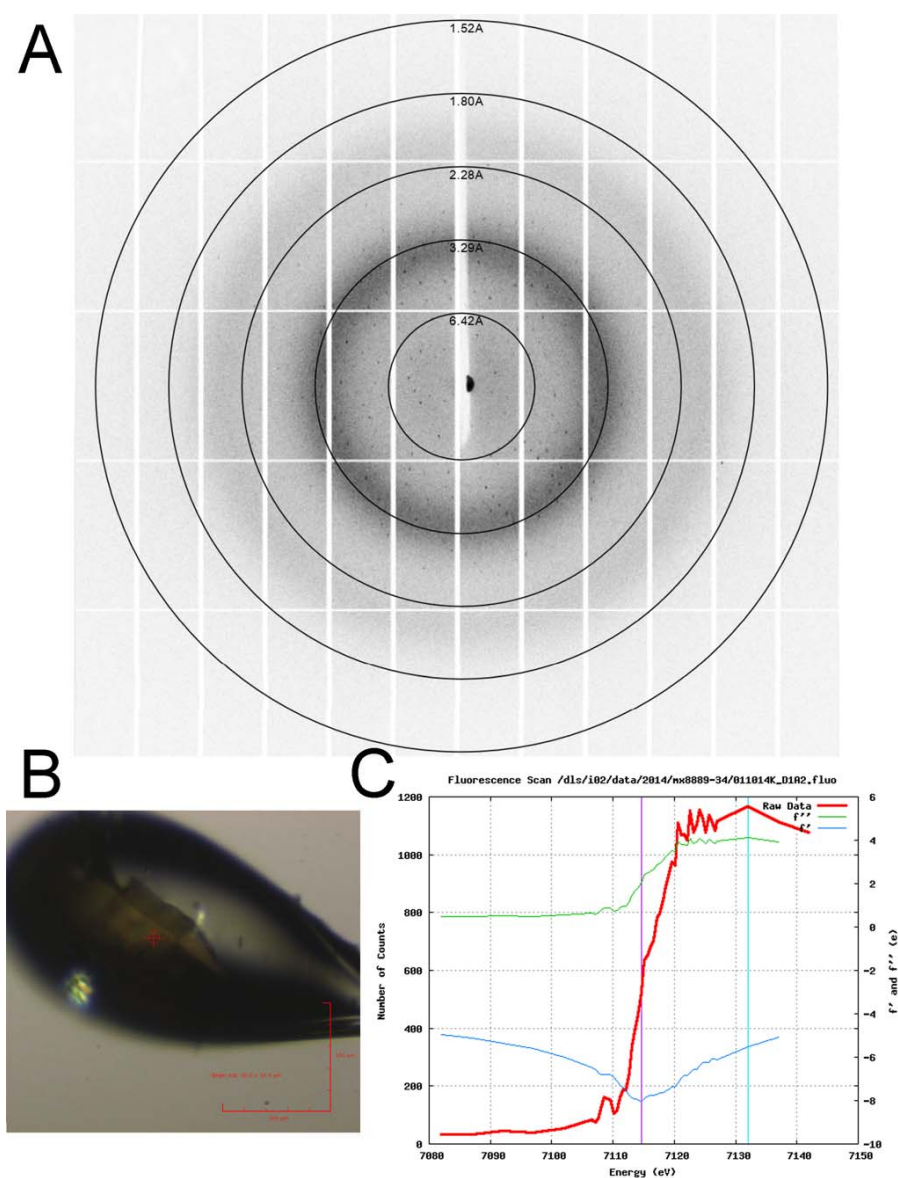 A
1.52A
1.80A
2.28A
3.29A
6.42A
B
C
Fluorescence Scan /dls/i02/data/2014/mx8889-34/011014K_D1A2.fluo
Raw Data
f''
f'
Number of Counts
1200
1000
800
600
400
200
0
6
4
2
0
-2
-4
-6
-8
-10
f' and f'' (e)
7080
7090
7100
7110
7120
7130
7140
7150
Energy (eV)